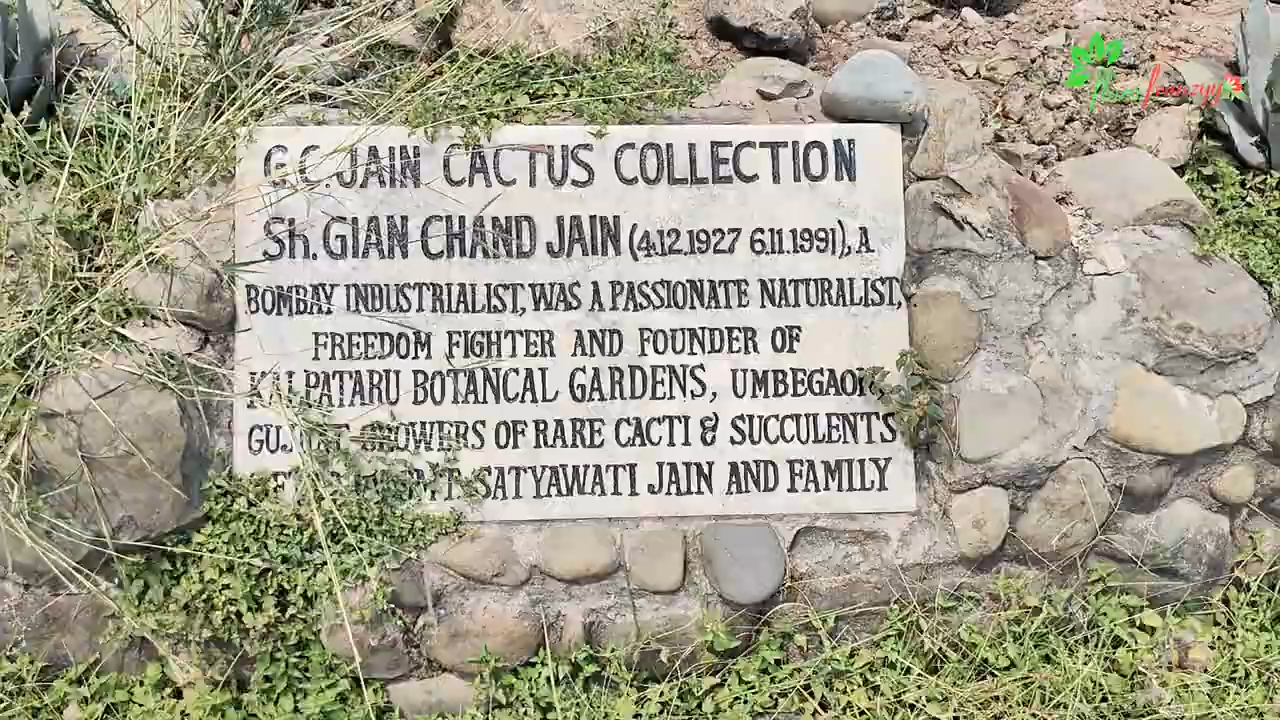 G.C. JAIN CACTUS COLLECTION
Sh. GIAN CHAND JAIN (4.12.1927 6.11.1991), A
BOMBAY INDUSTRIALIST, WAS A PASSIONATE NATURALIST,
FREEDOM FIGHTER AND FOUNDER OF
KALPATARU BOTANCAL GARDENS,
GROWERS OF RARE CACTI & SUCCULENTS
SATYAWATI JAIN AND FAMILY